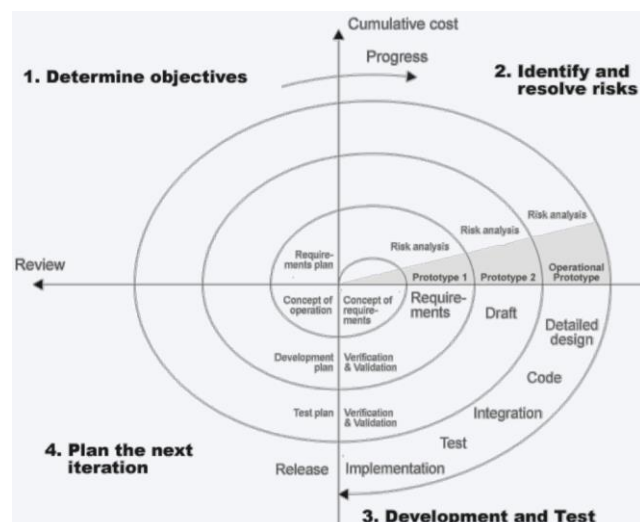 Cumulative cost
Progress
1. Determine objectives
2. Identify and
resolve risks
Risk analysis
Risk analysis
Risk analysis
Require-
ments plan
Review
Prototype 1
Prototype 2
Operational
Prototype
Concept of
operation
Concept of
require-
ments
Require-
ments
Draft
Detailed
design
Development
plan
Verification
& Validation
Code
Test plan
Verification
& Validation
Integration
Test
4. Plan the next
iteration
Release
Implementation
3. Development and Test